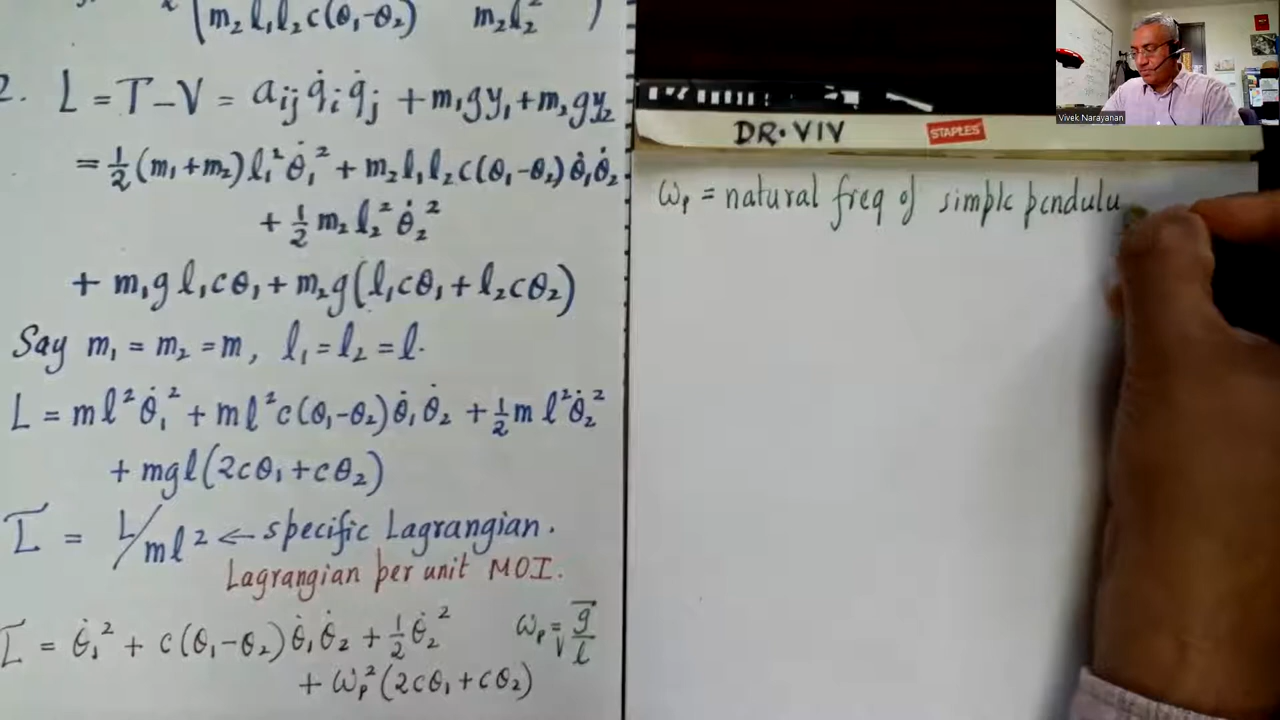 (m₂l₁l₂c(θ₁-θ₂) m₂l₂²)
2. L = T - V = aᵢⱼ q̇ᵢ q̇ⱼ + m₁gy₁ + m₂gy₂
= ½(m₁+m₂)l₁²θ̇₁² + m₂l₁l₂c(θ₁-θ₂)θ̇₁θ̇₂
+ ½ m₂l₂²θ̇₂²
+ m₁gl₁cθ₁ + m₂g(l₁cθ₁ + l₂cθ₂)
Say m₁ = m₂ = m, l₁ = l₂ = l.
L = ml²θ̇₁² + ml²c(θ₁-θ₂)θ̇₁θ̇₂ + ½ml²θ̇₂²
+ mgl(2cθ₁ + cθ₂)
L̅ = L/ml² ← specific Lagrangian.
Lagrangian per unit MOI.
L̅ = θ̇₁² + c(θ₁-θ₂)θ̇₁θ̇₂ + ½θ̇₂² ωₚ = √(g/l)
+ ωₚ²(2cθ₁ + cθ₂)
DR. VIV STAPLES
ωₚ = natural freq of simple pendulu
Vivek Narayanan